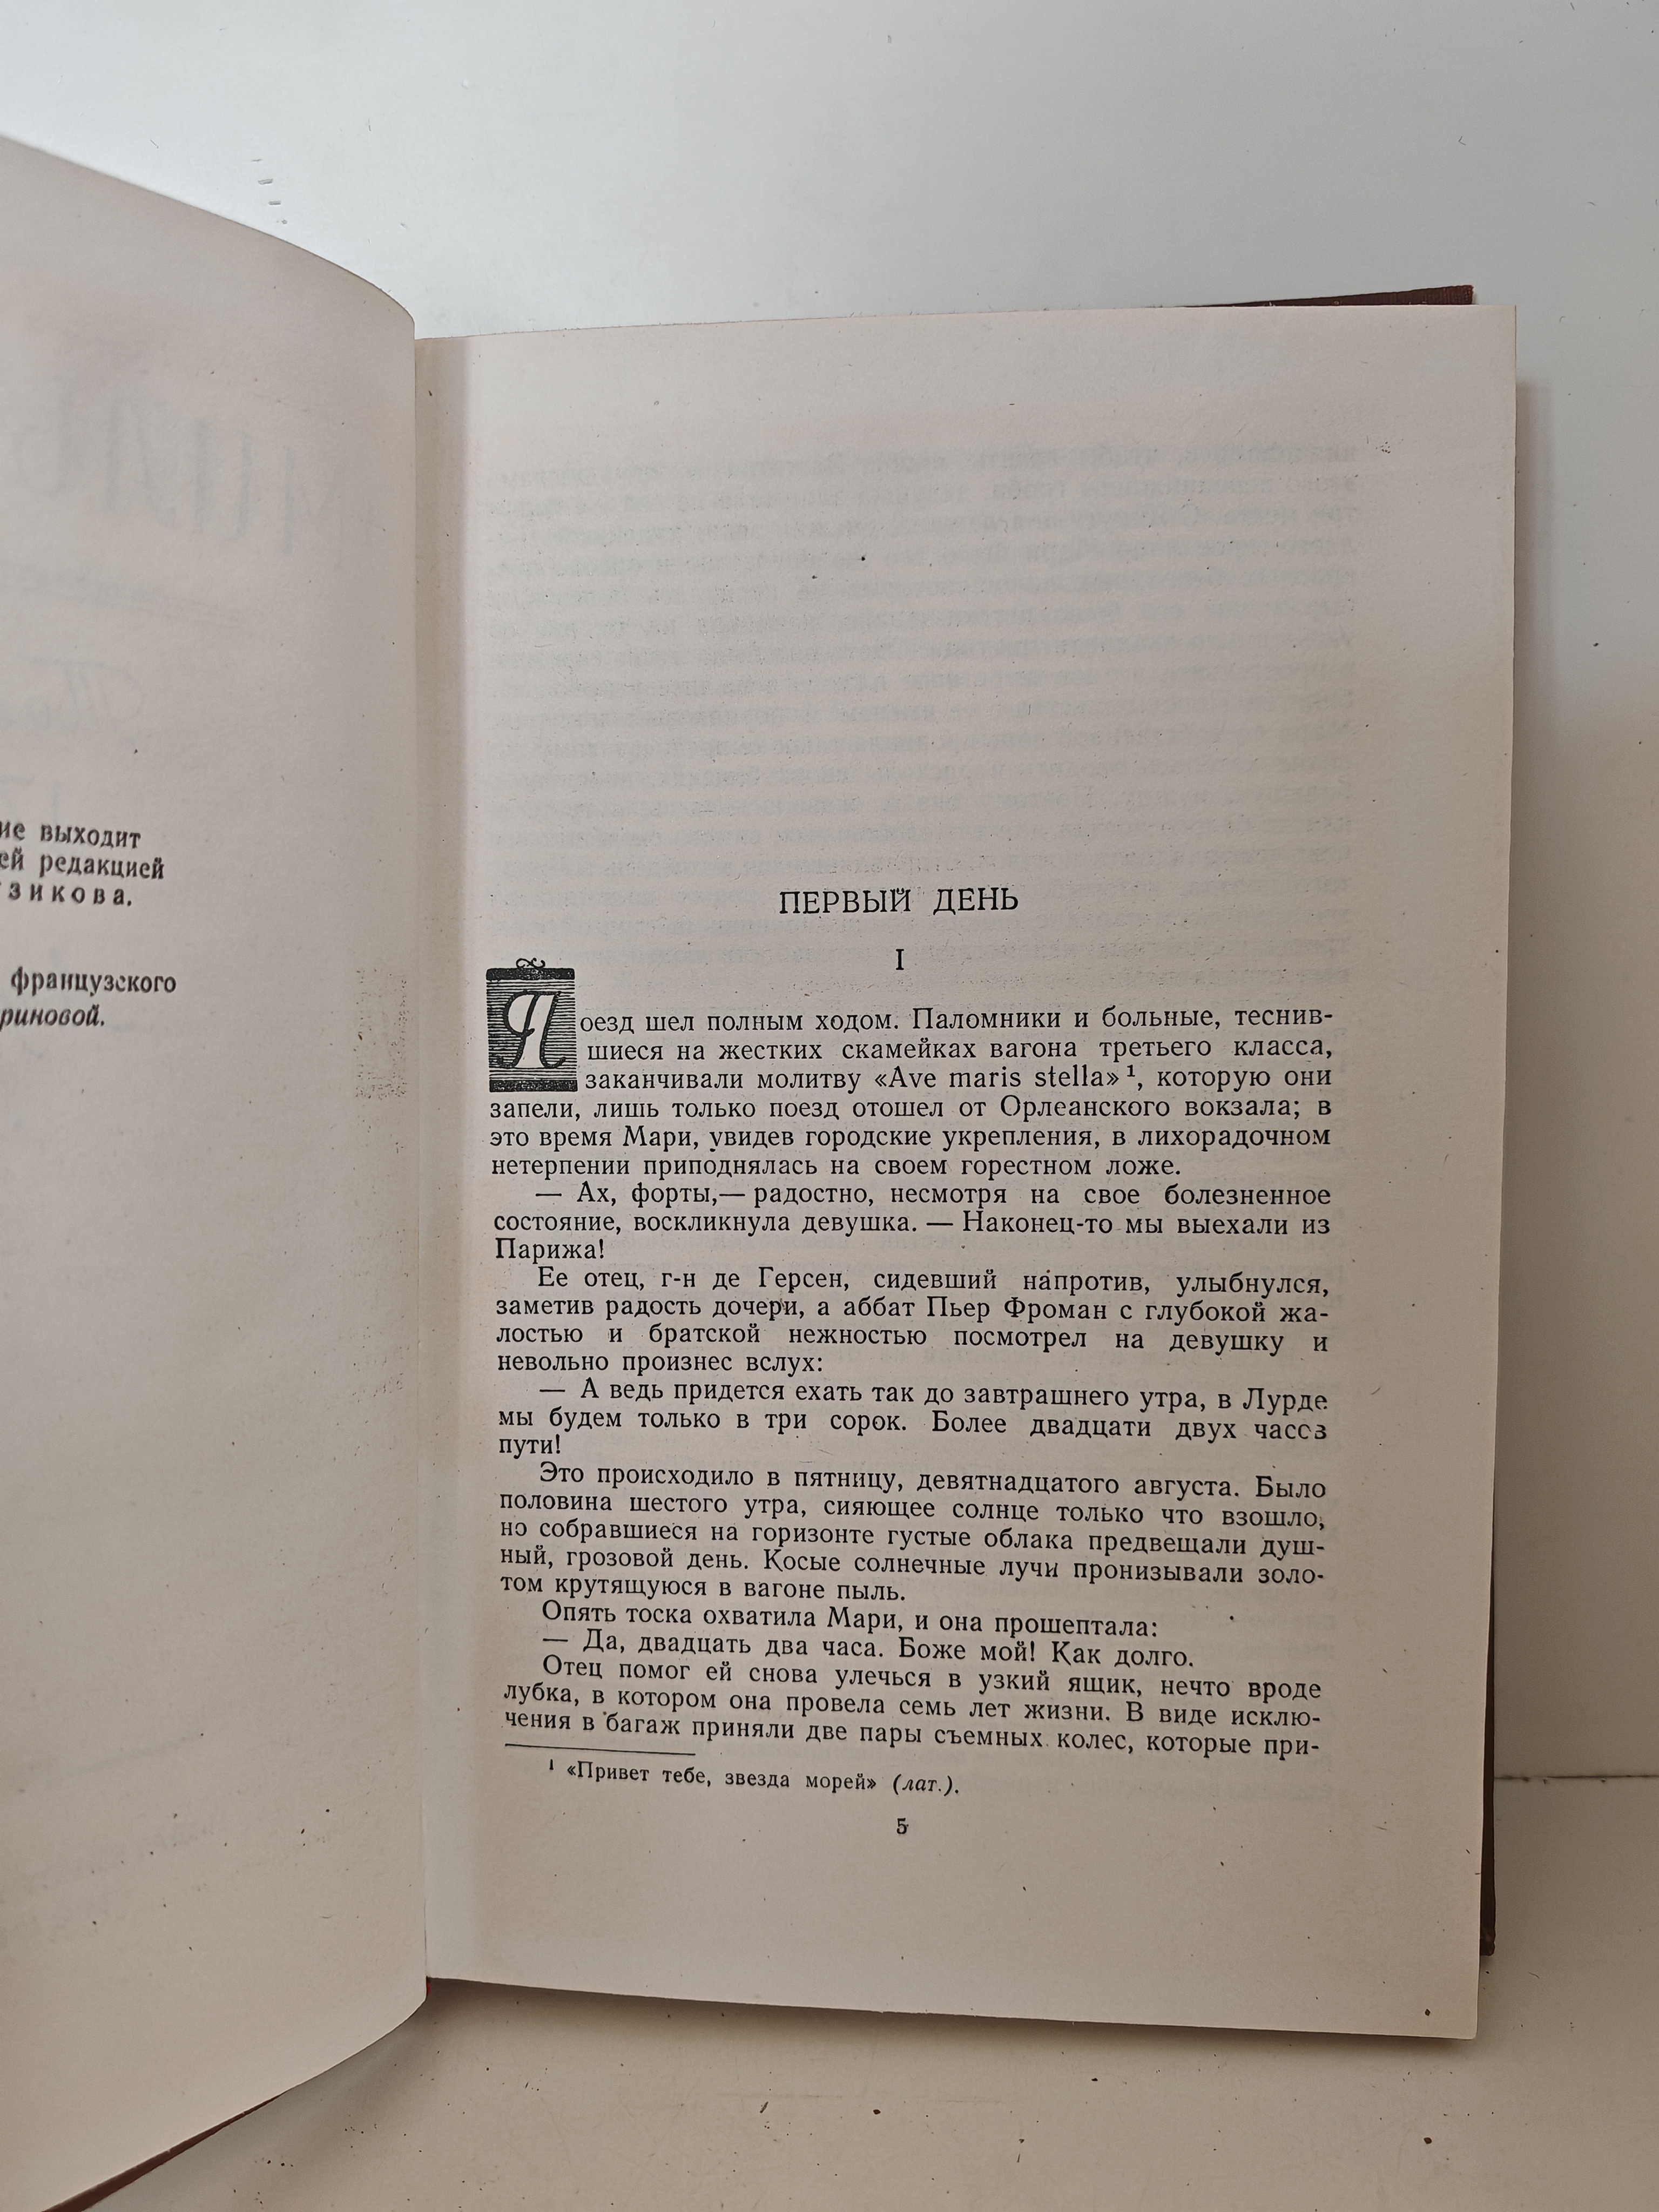 выходит
редакцией
французского
ПЕРВЫЙ ДЕНЬ
I
Поезд шел полным ходом. Паломники и больные, теснив-
шиеся на жестких скамейках вагона третьего класса,
заканчивали молитву «Ave maris stella» ¹, которую они
запели, лишь только поезд отошел от Орлеанского вокзала; в
это время Мари, увидев городские укрепления, в лихорадочном
нетерпении приподнялась на своем горестном ложе.
— Ах, форты,— радостно, несмотря на свое болезненное
состояние, воскликнула девушка. — Наконец-то мы выехали из
Парижа!
Ее отец, г-н де Герсен, сидевший напротив, улыбнулся,
заметив радость дочери, а аббат Пьер Фроман с глубокой жа-
лостью и братской нежностью посмотрел на девушку и
невольно произнес вслух:
— А ведь придется ехать так до завтрашнего утра, в Лурде
мы будем только в три сорок. Более двадцати двух часов
пути!
Это происходило в пятницу, девятнадцатого августа. Было
половина шестого утра, сияющее солнце только что взошло,
но собравшиеся на горизонте густые облака предвещали душ-
ный, грозовой день. Косые солнечные лучи пронизывали золо-
том крутящуюся в вагоне пыль.
Опять тоска охватила Мари, и она прошептала:
— Да, двадцать два часа. Боже мой! Как долго.
Отец помог ей снова улечься в узкий ящик, нечто вроде
лубка, в котором она провела семь лет жизни. В виде исклю-
чения в багаж приняли две пары съемных колес, которые при-
¹ «Привет тебе, звезда морей» (лат.).
5